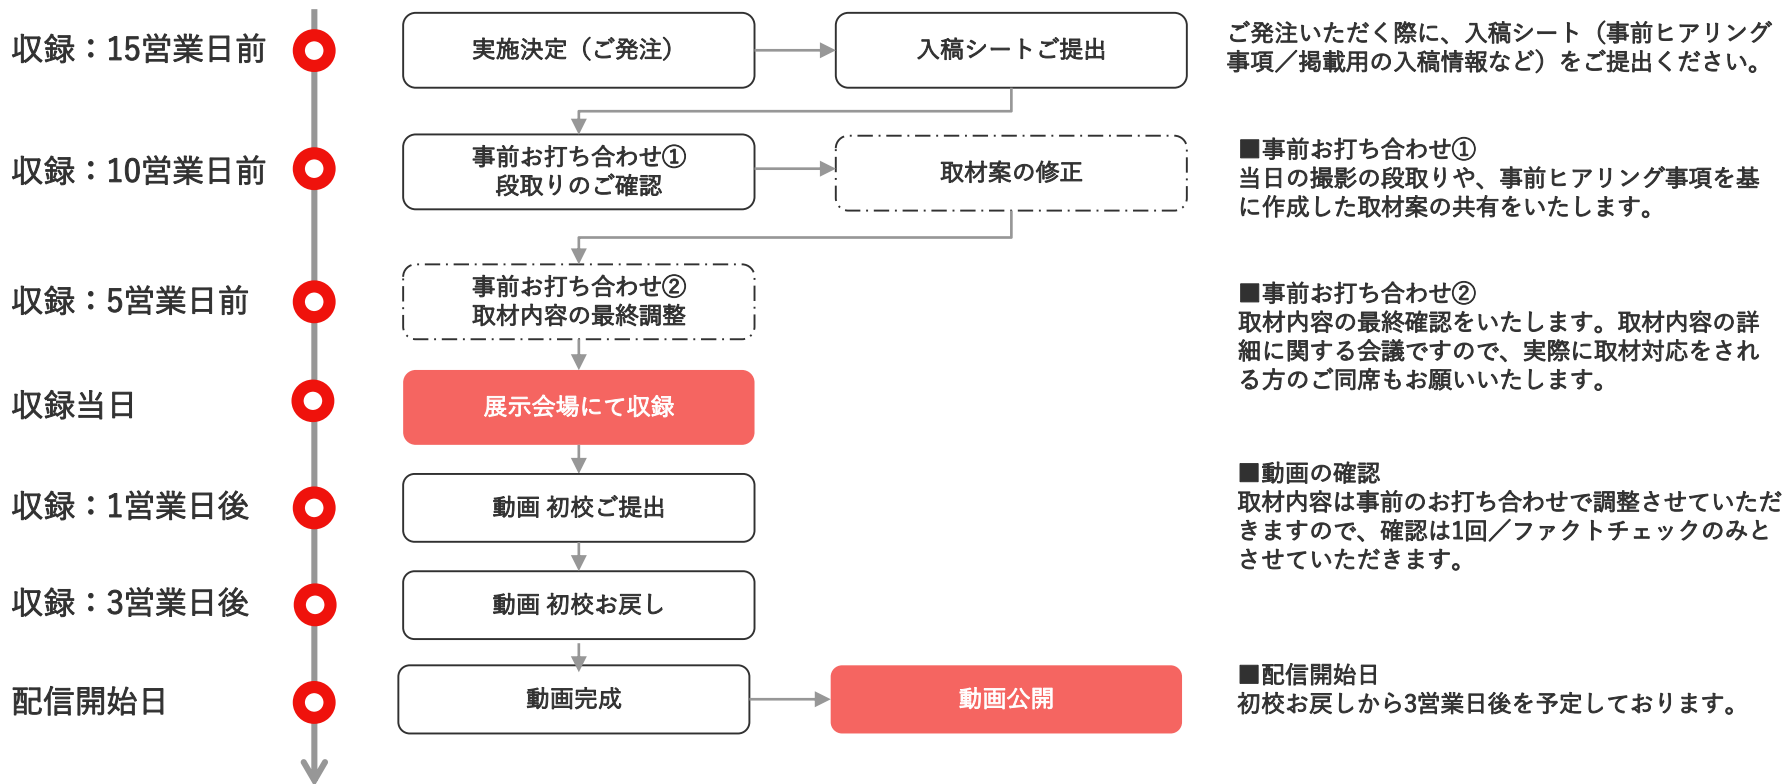 収録：15営業日前
実施決定（ご発注）
入稿シートご提出
ご発注いただく際に、入稿シート（事前ヒアリング
事項／掲載用の入稿情報など）をご提出ください。
収録：10営業日前
事前お打ち合わせ①
段取りのご確認
取材案の修正
■事前お打ち合わせ①
当日の撮影の段取りや、事前ヒアリング事項を基
に作成した取材案の共有をいたします。
収録：5営業日前
事前お打ち合わせ②
取材内容の最終調整
■事前お打ち合わせ②
取材内容の最終確認をいたします。取材内容の詳
細に関する会議ですので、実際に取材対応をされ
る方のご同席もお願いいたします。
収録当日
展示会場にて収録
収録：1営業日後
動画 初校ご提出
■動画の確認
取材内容は事前のお打ち合わせで調整させていただ
きますので、確認は1回／ファクトチェックのみと
させていただきます。
収録：3営業日後
動画 初校お戻し
配信開始日
動画完成
動画公開
■配信開始日
初校お戻しから3営業日後を予定しております。